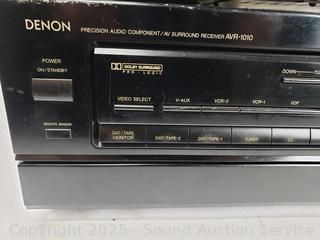 DENON
PRECISION AUDIO COMPONENT/AV SURROUND RECEIVER AVR-1010
POWER
ON/STANDBY
DOLBY SURROUND
PRO · LOGIC
DOWN
VIDEO SELECT
V-AUX
VCR-2
VCR-1
VDP
REMOTE SENSOR
DAT/TAPE
MONITOR
DAT/TAPE-2
DAT/TAPE-1
TUNER
CD
Copyright 2025 - Sound Auction Service